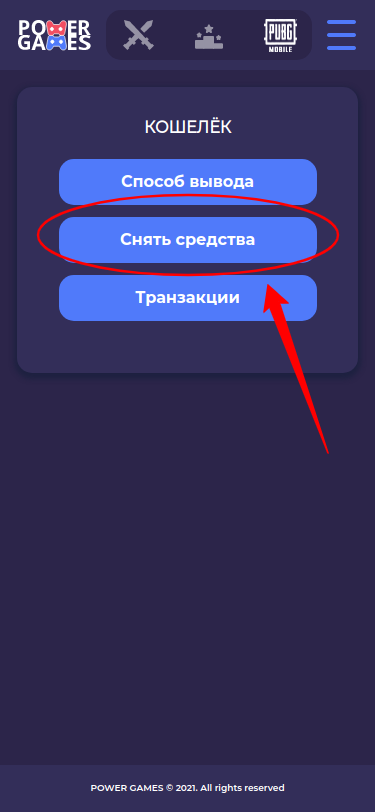 POWER
GAMES
PUBG
MOBILE
КОШЕЛЁК
Способ вывода
Снять средства
Транзакции
POWER GAMES © 2021. All rights reserved